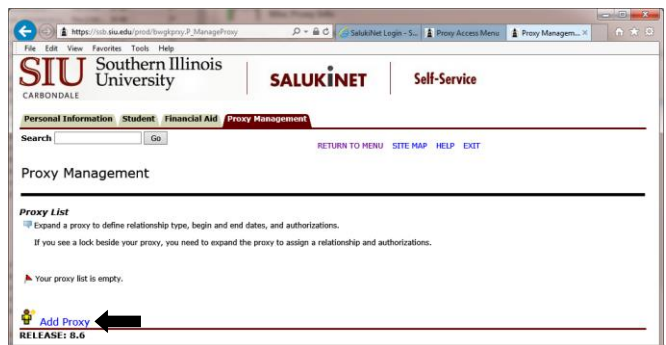 https://ssb.siu.edu/prod/bwgkprxy.P_ManageProxy
SalukiNet Login - S...
Proxy Access Menu
Proxy Managem...
File Edit View Favorites Tools Help
SIU Southern Illinois University
CARBONDALE
SALUKINET
Self-Service
Personal Information Student Financial Aid Proxy Management
Search Go
RETURN TO MENU SITE MAP HELP EXIT
Proxy Management
Proxy List
Expand a proxy to define relationship type, begin and end dates, and authorizations.
If you see a lock beside your proxy, you need to expand the proxy to assign a relationship and authorizations.
Your proxy list is empty.
Add Proxy
RELEASE: 8.6